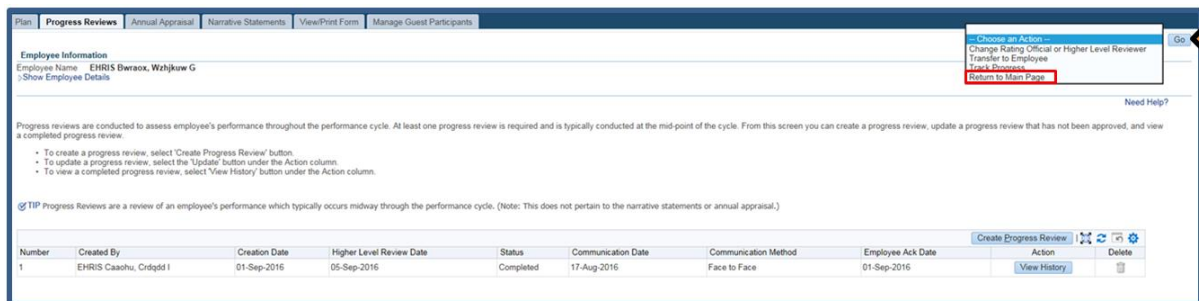 Plan Progress Reviews Annual Appraisal Narrative Statements View/Print Form Manage Guest Participants
-- Choose an Action --
Go
Change Rating Official or Higher Level Reviewer
Transfer to Employee
Track Progress
Return to Main Page
Employee Information
Employee Name EHRIS Bwraox, Wzhjkuw G
Show Employee Details
Need Help?
Progress reviews are conducted to assess employee's performance throughout the performance cycle. At least one progress review is required and is typically conducted at the mid-point of the cycle. From this screen you can create a progress review, update a progress review that has not been approved, and view
a completed progress review.
• To create a progress review, select 'Create Progress Review' button.
• To update a progress review, select the 'Update' button under the Action column.
• To view a completed progress review, select 'View History' button under the Action column.
TIP Progress Reviews are a review of an employee's performance which typically occurs midway through the performance cycle. (Note: This does not pertain to the narrative statements or annual appraisal.)
Create Progress Review
Number Created By Creation Date Higher Level Review Date Status Communication Date Communication Method Employee Ack Date Action Delete
1 EHRIS Caaohu, Crdqdd I 01-Sep-2016 05-Sep-2016 Completed 17-Aug-2016 Face to Face 01-Sep-2016 View History